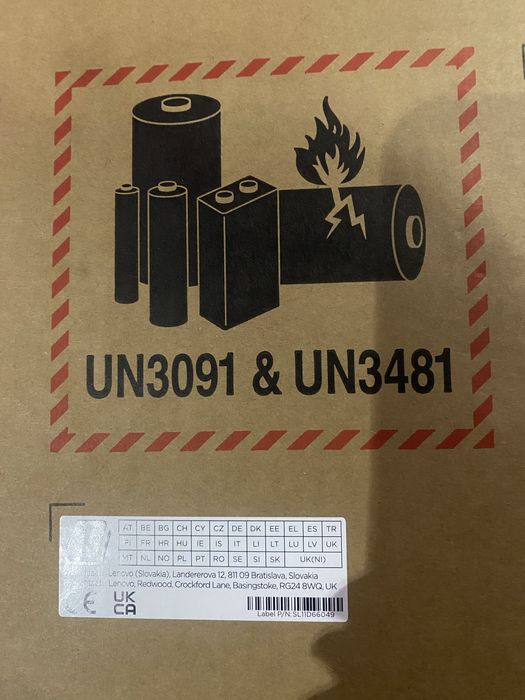 UN3091 & UN3481
AT BE BG CH CY CZ DE DK EE EL ES TR
FI FR HR HU IE IS IT LI LT LU LV UK
MT NL NO PL PT RO SE SI SK UK(NI)
Lenovo (Slovakia), Landererova 12, 811 09 Bratislava, Slovakia
Lenovo, Redwood, Crockford Lane, Basingstoke, RG24 8WQ, UK
CE UK CA
Label P/N:SL11D66049